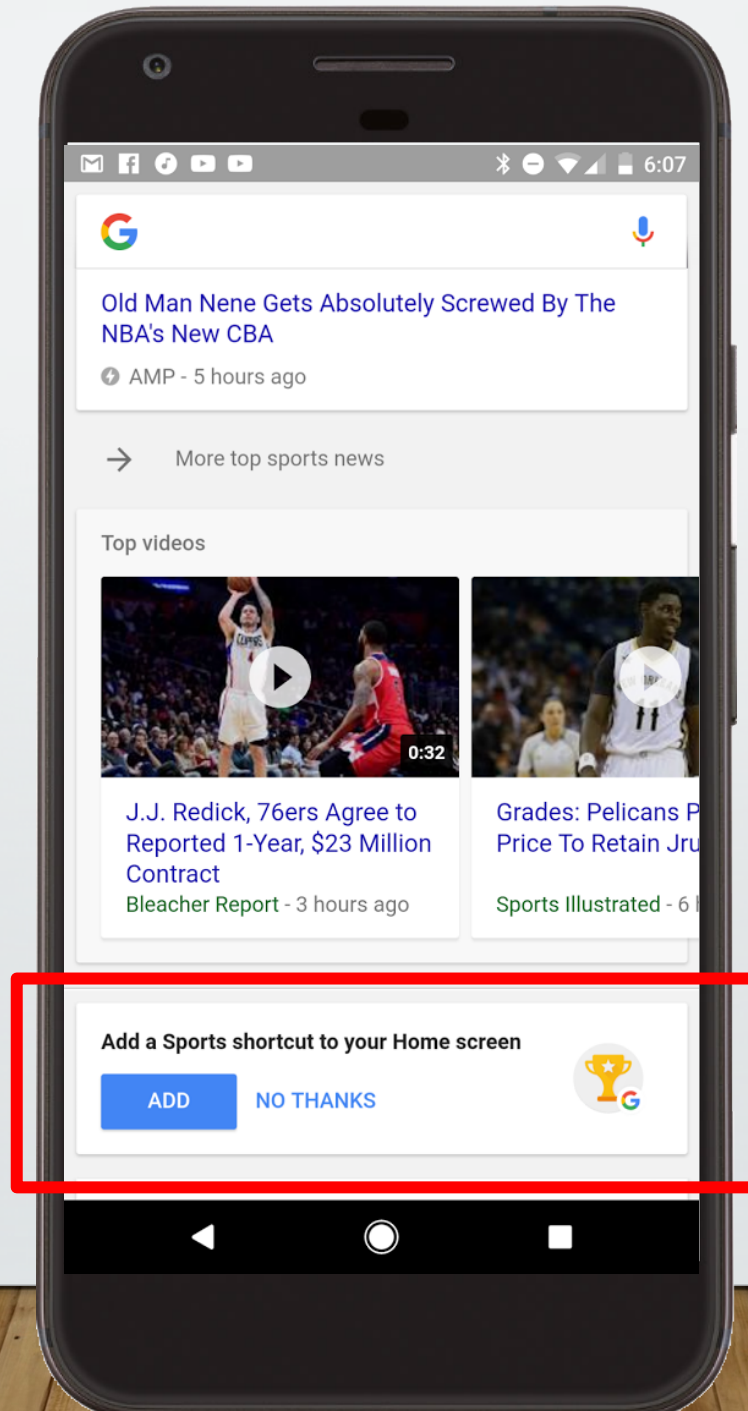 6:07
G
Old Man Nene Gets Absolutely Screwed By The
NBA's New CBA
AMP - 5 hours ago
More top sports news
Top videos
CLIPPERS
4
0:32
11
J.J. Redick, 76ers Agree to
Reported 1-Year, $23 Million
Contract
Bleacher Report - 3 hours ago
Grades: Pelicans P
Price To Retain Jru
Sports Illustrated - 6 h
Add a Sports shortcut to your Home screen
ADD
NO THANKS
G